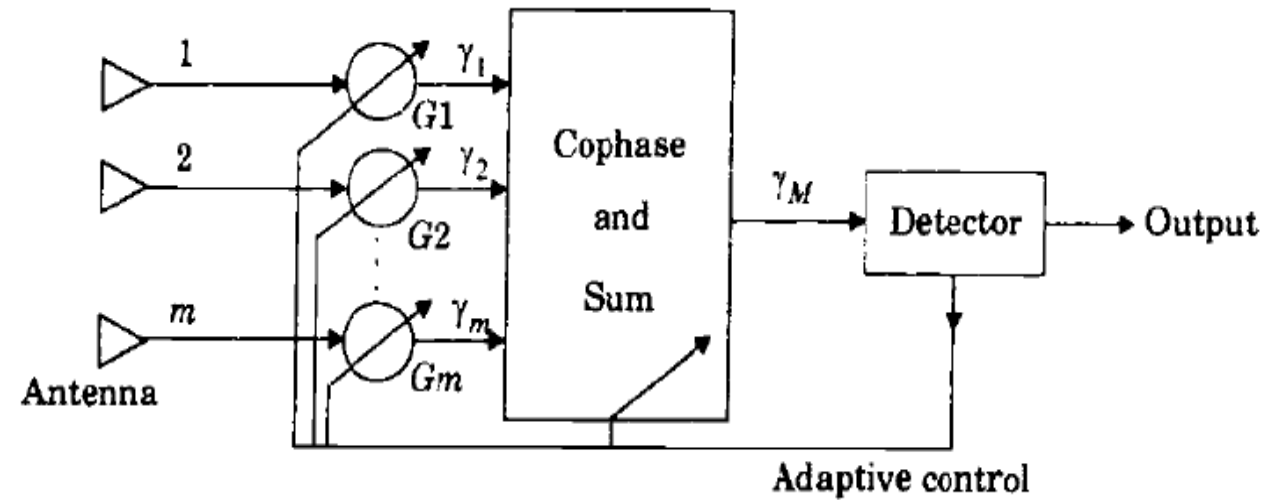 1
γ1
G1
2
γ2
G2
m
γm
Gm
Antenna
Cophase
and
Sum
γM
Detector
Output
Adaptive control